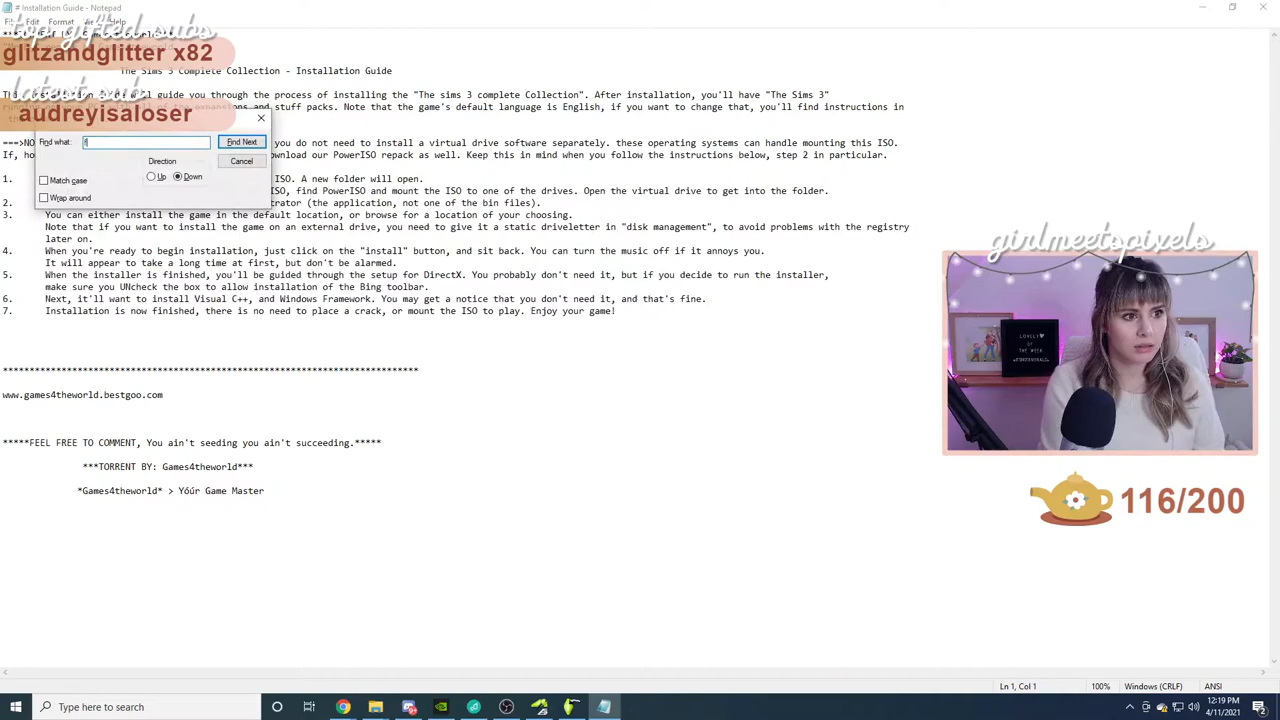 # Installation Guide - Notepad
Edit Format View Help
top gifted subs
glitzandglitter x82
latest sub
audreyisaloser
The Sims 3 Complete Collection - Installation Guide
guide you through the process of installing the "The sims 3 complete Collection". After installation, you'll have "The Sims 3"
expansions and stuff packs. Note that the game's default language is English, if you want to change that, you'll find instructions in
===>NO
you do not need to install a virtual drive software separately. these operating systems can handle mounting this ISO.
If, ho
download our PowerISO repack as well. Keep this in mind when you follow the instructions below, step 2 in particular.
Find what: f
Find Next
Cancel
Direction
Up Down
Match case
Wrap around
1. ISO. A new folder will open.
ISO, find PowerISO and mount the ISO to one of the drives. Open the virtual drive to get into the folder.
2. (the application, not one of the bin files).
3. You can either install the game in the default location, or browse for a location of your choosing.
Note that if you want to install the game on an external drive, you need to give it a static driveletter in "disk management", to avoid problems with the registry
later on.
4. When you're ready to begin installation, just click on the "install" button, and sit back. You can turn the music off if it annoys you.
It will appear to take a long time at first, but don't be alarmed.
5. When the installer is finished, you'll be guided through the setup for DirectX. You probably don't need it, but if you decide to run the installer,
make sure you UNcheck the box to allow installation of the Bing toolbar.
6. Next, it'll want to install Visual C++, and Windows Framework. You may get a notice that you don't need it, and that's fine.
7. Installation is now finished, there is no need to place a crack, or mount the ISO to play. Enjoy your game!
*******************************************************************************
www.games4theworld.bestgoo.com
*****FEEL FREE TO COMMENT, You ain't seeding you ain't succeeding.*****
***TORRENT BY: Games4theworld***
*Games4theworld* > Yóúr Game Master
girlmeetspixels
LOVELY
OF THE WEEK
116/200
Ln 1, Col 1 100% Windows (CRLF) ANSI
Type here to search
12:19 PM
4/11/2021
2